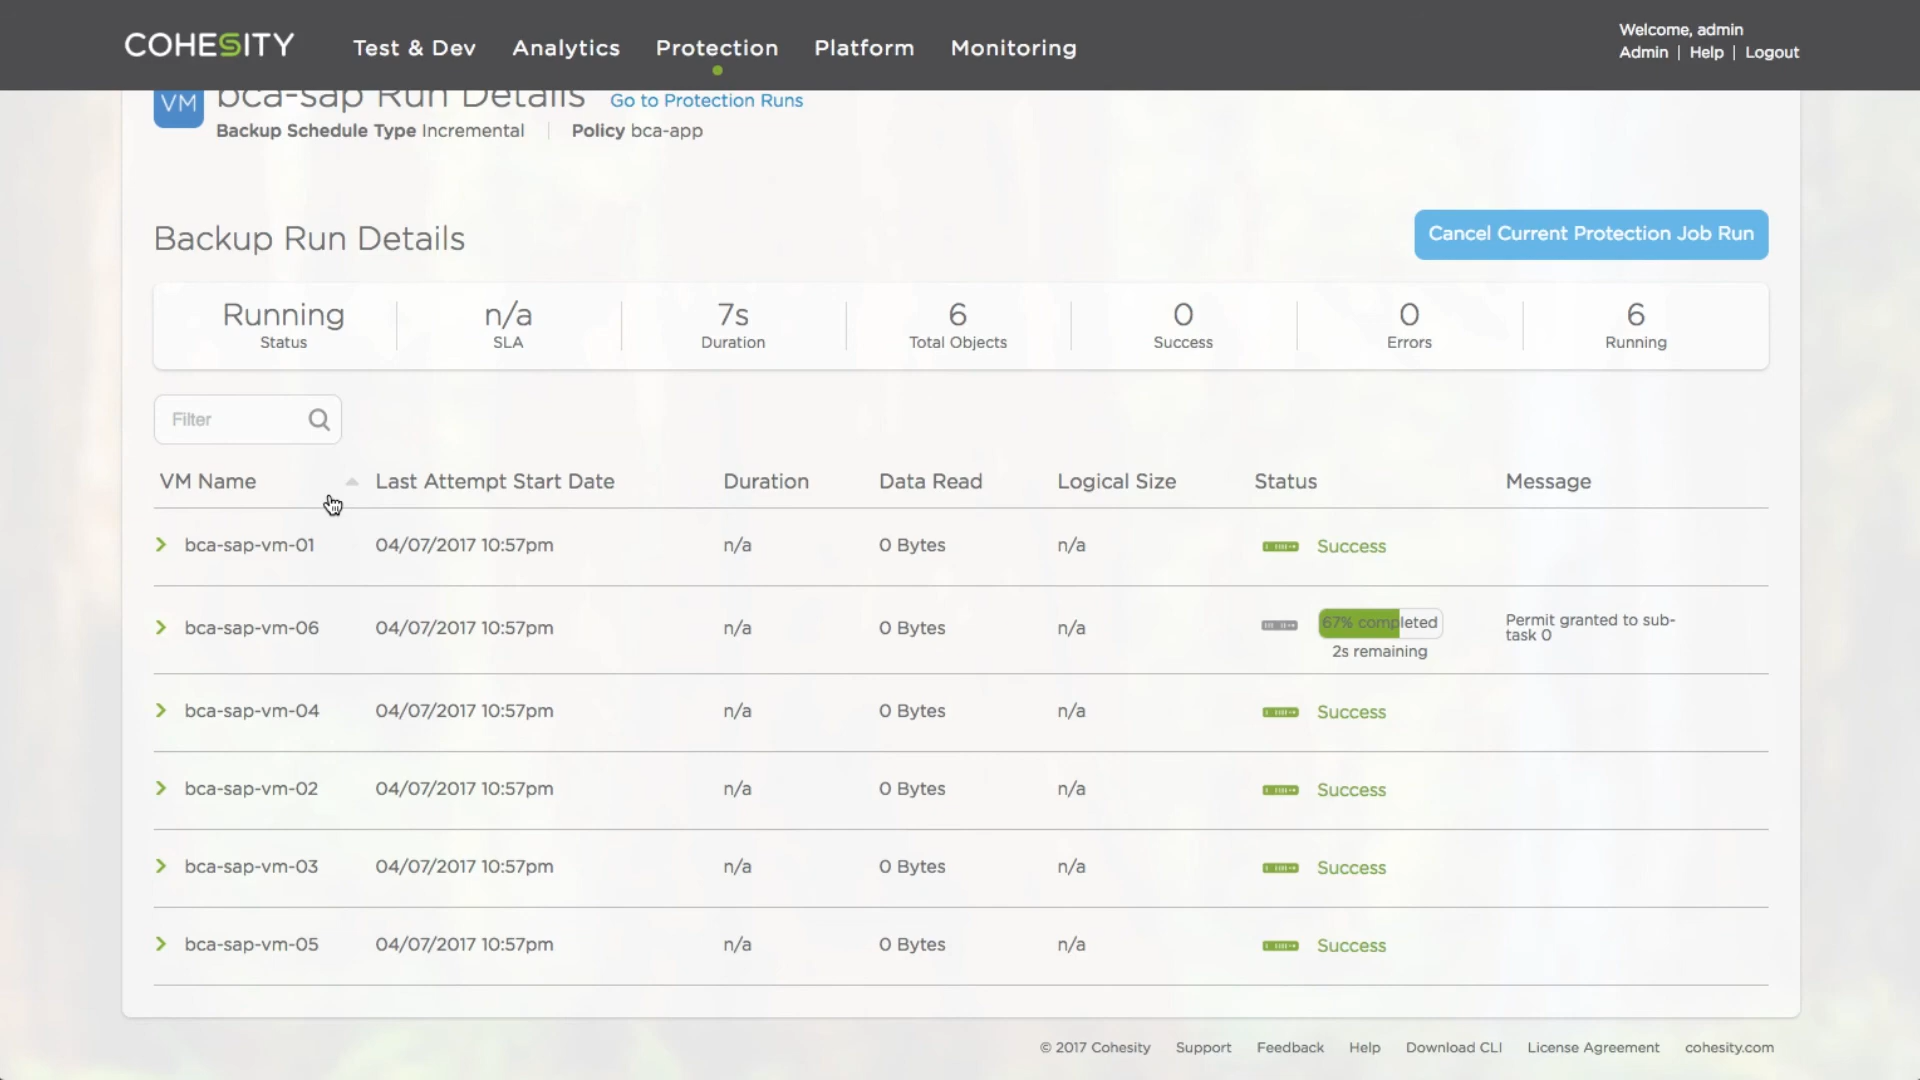 COHESITY
Test & Dev Analytics Protection Platform Monitoring
Welcome, admin
Admin | Help | Logout
VM
bca-sap Run Details Go to Protection Runs
Backup Schedule Type Incremental Policy bca-app
Backup Run Details
Cancel Current Protection Job Run
Running n/a 7s 6 0 0 6
Status SLA Duration Total Objects Success Errors Running
Filter
VM Name Last Attempt Start Date Duration Data Read Logical Size Status Message
bca-sap-vm-01 04/07/2017 10:57pm n/a 0 Bytes n/a Success
bca-sap-vm-06 04/07/2017 10:57pm n/a 0 Bytes n/a 67% completed Permit granted to sub-
2s remaining task 0
bca-sap-vm-04 04/07/2017 10:57pm n/a 0 Bytes n/a Success
bca-sap-vm-02 04/07/2017 10:57pm n/a 0 Bytes n/a Success
bca-sap-vm-03 04/07/2017 10:57pm n/a 0 Bytes n/a Success
bca-sap-vm-05 04/07/2017 10:57pm n/a 0 Bytes n/a Success
© 2017 Cohesity Support Feedback Help Download CLI License Agreement cohesity.com